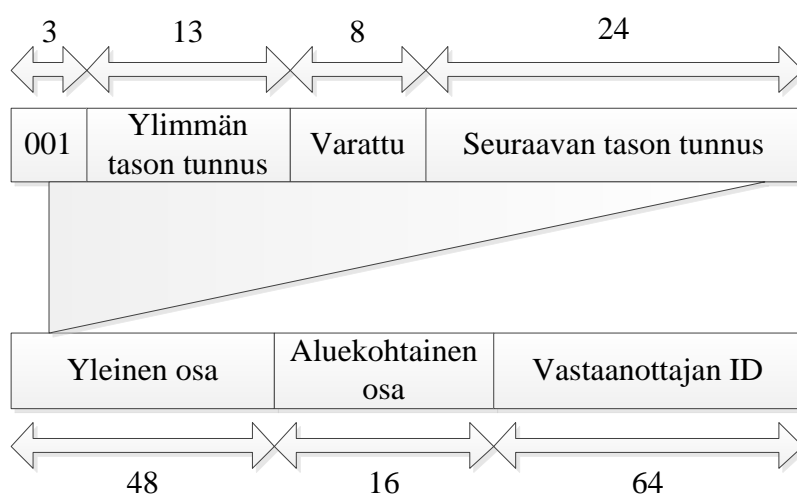 3 13 8 24
001 Ylimmän tason tunnus Varattu Seuraavan tason tunnus
Yleinen osa Aluekohtainen osa Vastaanottajan ID
48 16 64